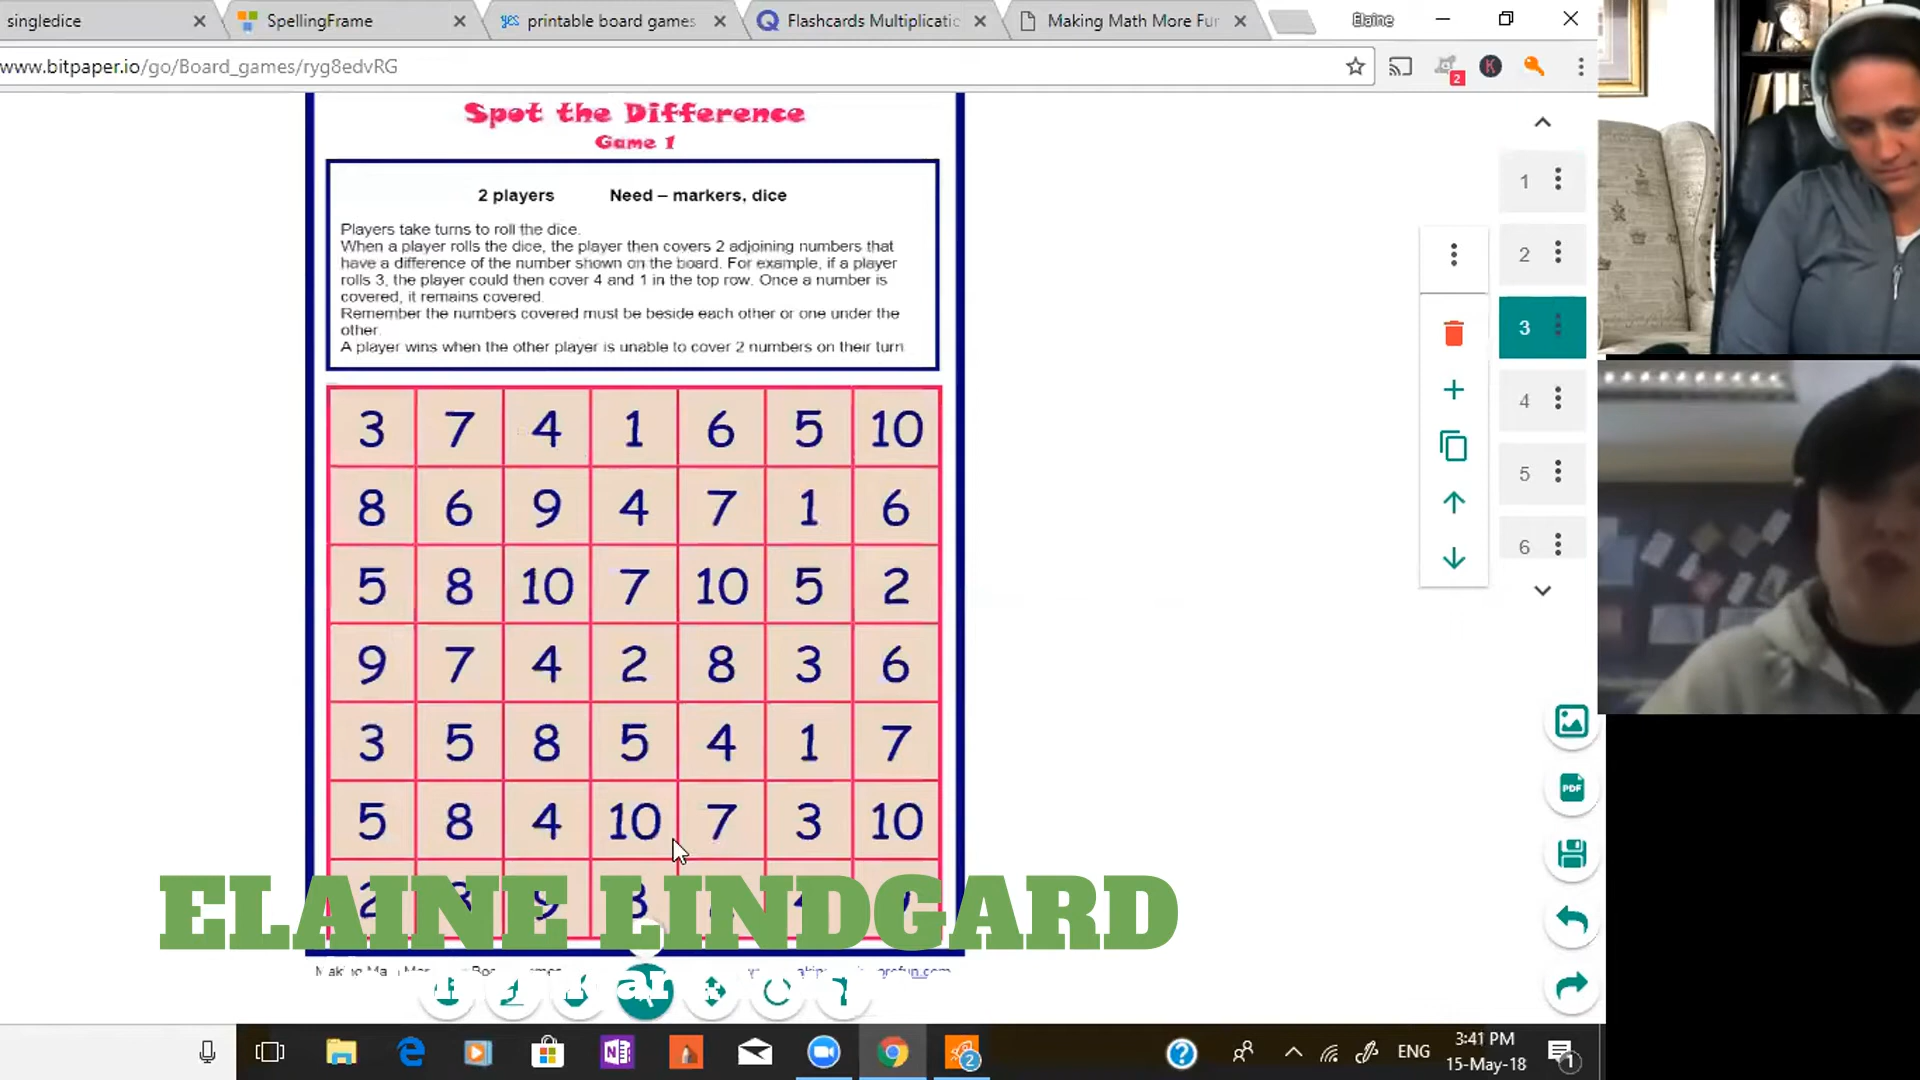 singledice
SpellingFrame
yes printable board games
Flashcards Multiplicatic
Making Math More Fur
Elaine
www.bitpaper.io/go/Board_games/ryg8edvRG
2
K
Spot the Difference
Game 1
2 players Need – markers, dice
Players take turns to roll the dice.
When a player rolls the dice, the player then covers 2 adjoining numbers that
have a difference of the number shown on the board. For example, if a player
rolls 3, the player could then cover 4 and 1 in the top row. Once a number is
covered, it remains covered.
Remember the numbers covered must be beside each other or one under the
other.
A player wins when the other player is unable to cover 2 numbers on their turn
3 7 4 1 6 5 10
8 6 9 4 7 1 6
5 8 10 7 10 5 2
9 7 4 2 8 3 6
3 5 8 5 4 1 7
5 8 4 10 7 3 10
1
2
3
4
5
6
PDF
ELAINE LINDGARD
ENG
3:41 PM
15-May-18
2
1